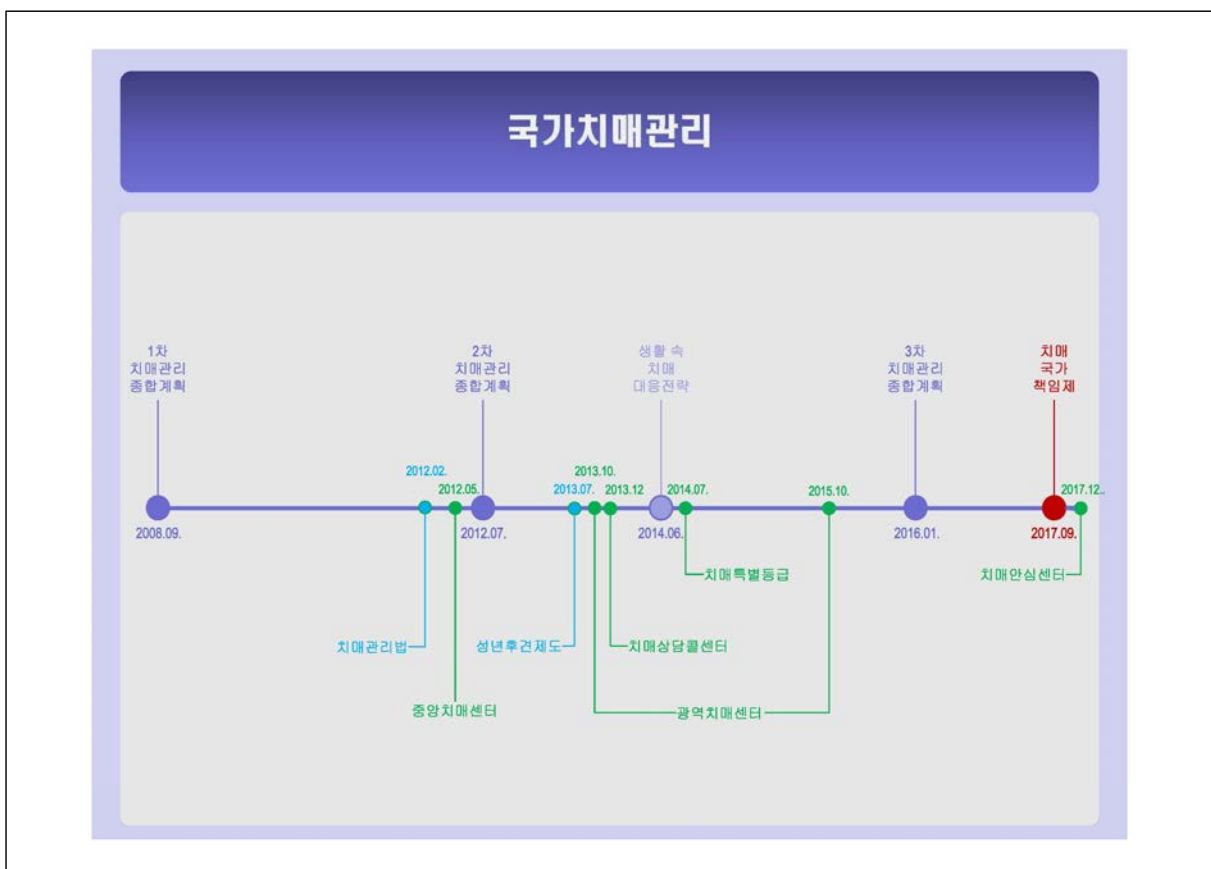 국가치매관리
1차
치매관리
종합계획
2차
치매관리
종합계획
생활 속
치매
대응전략
3차
치매관리
종합계획
치매
국가
책임제
2012.02.
2012.05.
2013.07.
2013.10.
2013.12
2014.07.
2015.10.
2017.12..
2008.09.
2012.07.
2014.06.
2016.01.
2017.09.
치매특별등급
치매안심센터
치매관리법
성년후견제도
치매상담콜센터
중앙치매센터
광역치매센터